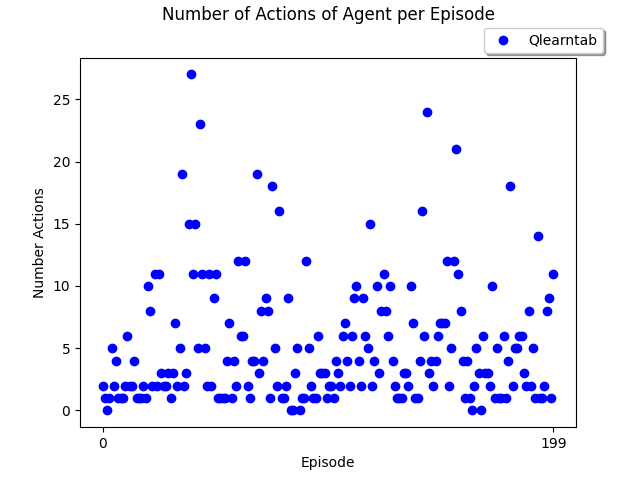 Number of Actions of Agent per Episode
Qlearntab
25
20
15
10
5
0
Number Actions
0
199
Episode